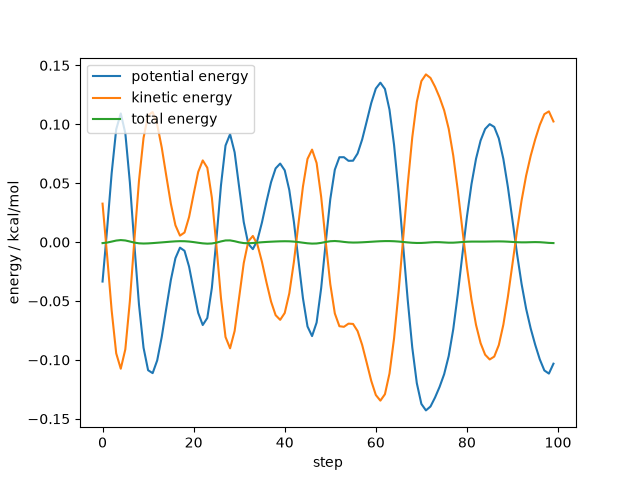 potential energy
kinetic energy
total energy
0.15
0.10
0.05
0.00
−0.05
−0.10
−0.15
energy / kcal/mol
0 20 40 60 80 100
step